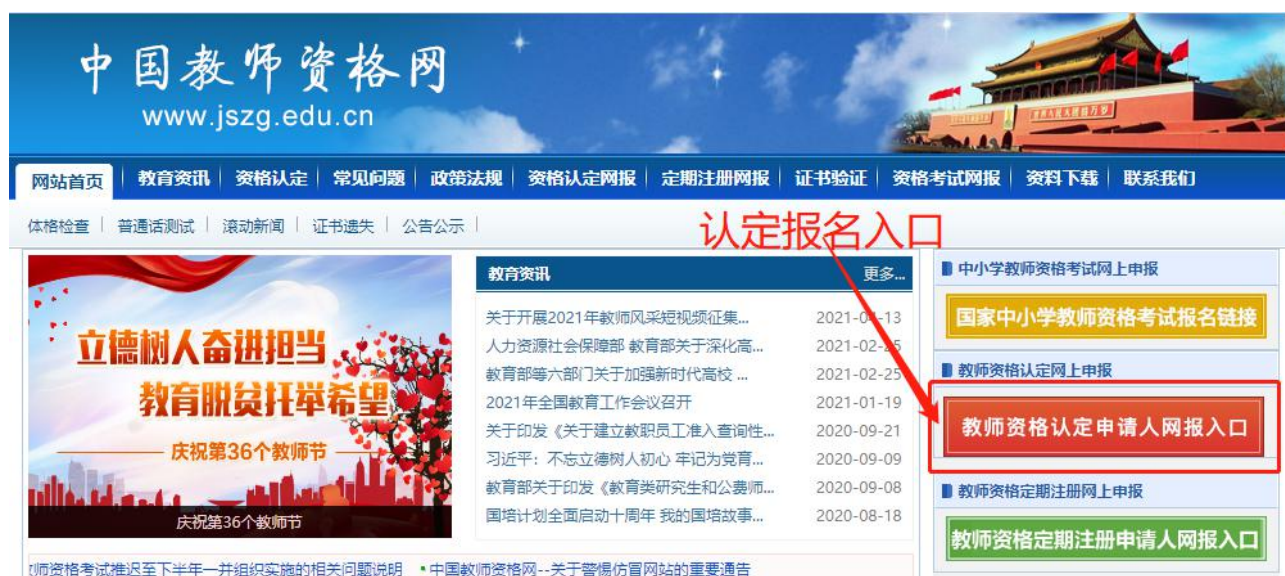 中国教师资格网
www.jszg.edu.cn
网站首页 教育资讯 资格认定 常见问题 政策法规 资格认定网报 定期注册网报 证书验证 资格考试网报 资料下载 联系我们
体格检查 普通话测试 滚动新闻 证书遗失 公告公示
认定报名入口
立德树人奋进担当
教育脱贫托举希望
庆祝第36个教师节
庆祝第36个教师节
教育资讯 更多...
关于开展2021年教师风采短视频征集... 2021-04-13
人力资源社会保障部 教育部关于深化高... 2021-02-25
教育部等六部门关于加强新时代高校 ... 2021-02-25
2021年全国教育工作会议召开 2021-01-19
关于印发《关于建立教职员工准入查询性... 2020-09-21
习近平：不忘立德树人初心 牢记为党育... 2020-09-09
教育部关于印发《教育类研究生和公费师... 2020-09-08
国培计划全面启动十周年 我的国培故事... 2020-08-18
中小学教师资格考试网上申报
国家中小学教师资格考试报名链接
教师资格认定网上申报
教师资格认定申请人网报入口
教师资格定期注册网上申报
教师资格定期注册申请人网报入口
师资格考试推迟至下半年一并组织实施的相关问题说明 •中国教师资格网--关于警惕仿冒网站的重要通告